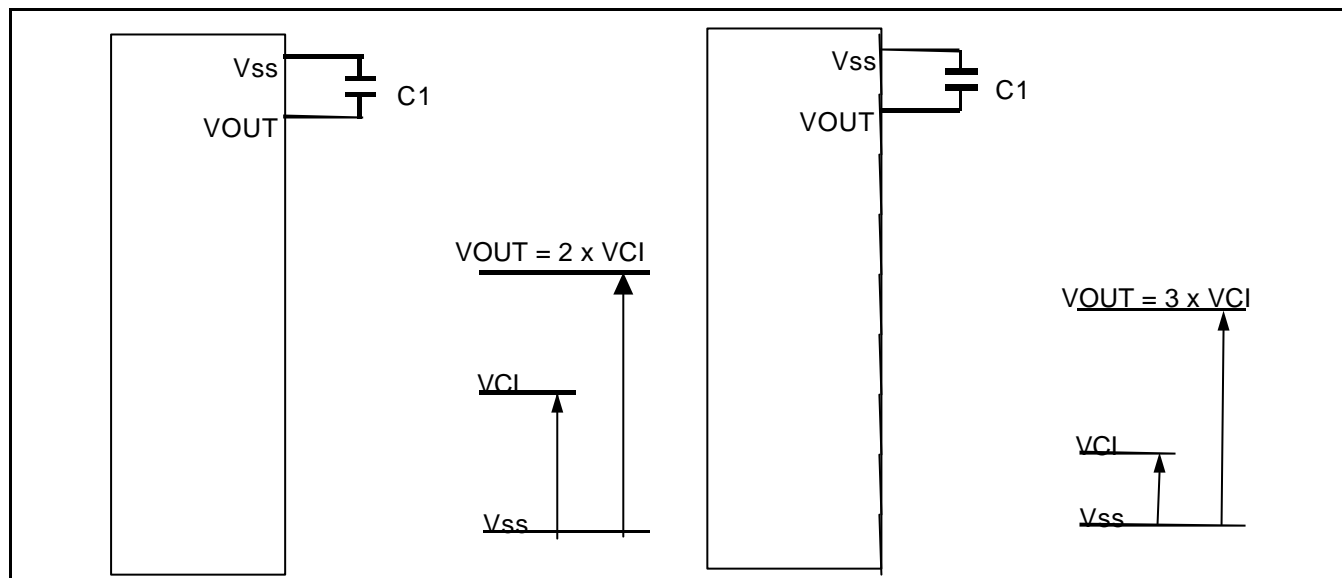 Vss
C1
VOUT
VOUT = 2 x VCI
VCI
Vss
Vss
C1
VOUT
VOUT = 3 x VCI
VCI
Vss